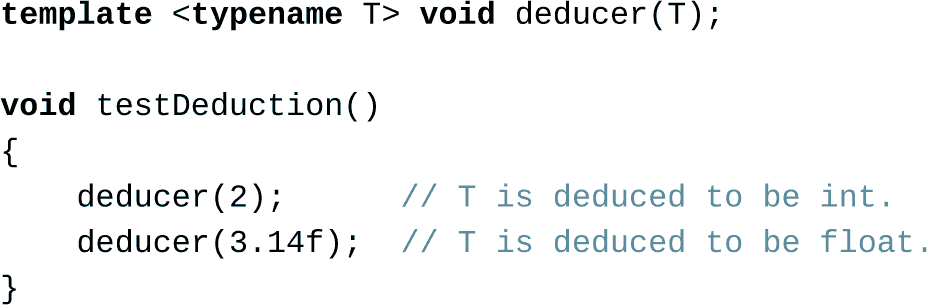 template <typename T> void deducer(T);

void testDeduction()
{
    deducer(2);      // T is deduced to be int.
    deducer(3.14f);  // T is deduced to be float.
}